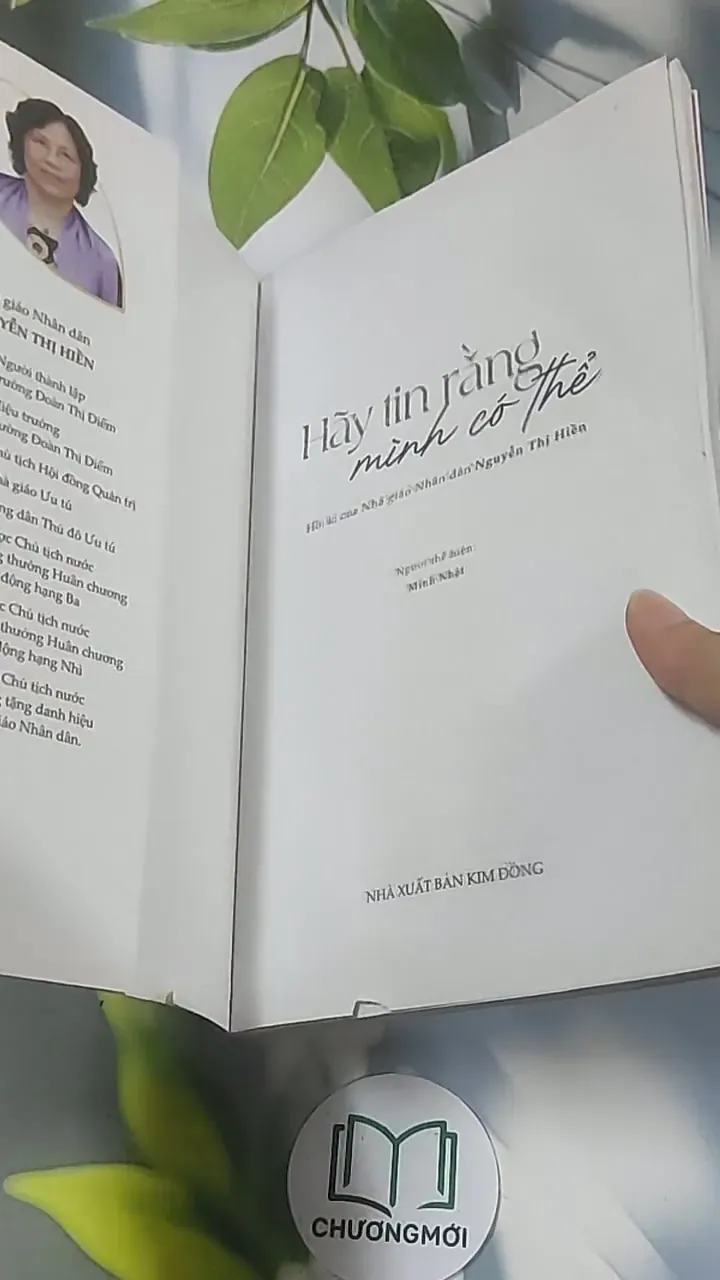 giáo Nhân dân
YỄN THỊ HIỀN
Người thành lập
rường Đoàn Thị Điểm
iệu trưởng
ường Đoàn Thị Điểm
hủ tịch Hội đồng Quản trị
hà giáo Ưu tú
ng dân Thủ đô Ưu tú
ợc Chủ tịch nước
g thưởng Huân chương
động hạng Ba
c Chủ tịch nước
thưởng Huân chương
động hạng Nhì
Chủ tịch nước
g tặng danh hiệu
iáo Nhân dân.
Hãy tin rằng
mình có thể
Hồi kí của Nhà giáo Nhân dân Nguyễn Thị Hiền
Người thể hiện:
Minh Nhật
NHÀ XUẤT BẢN KIM ĐỒNG
CHƯƠNGMỚI